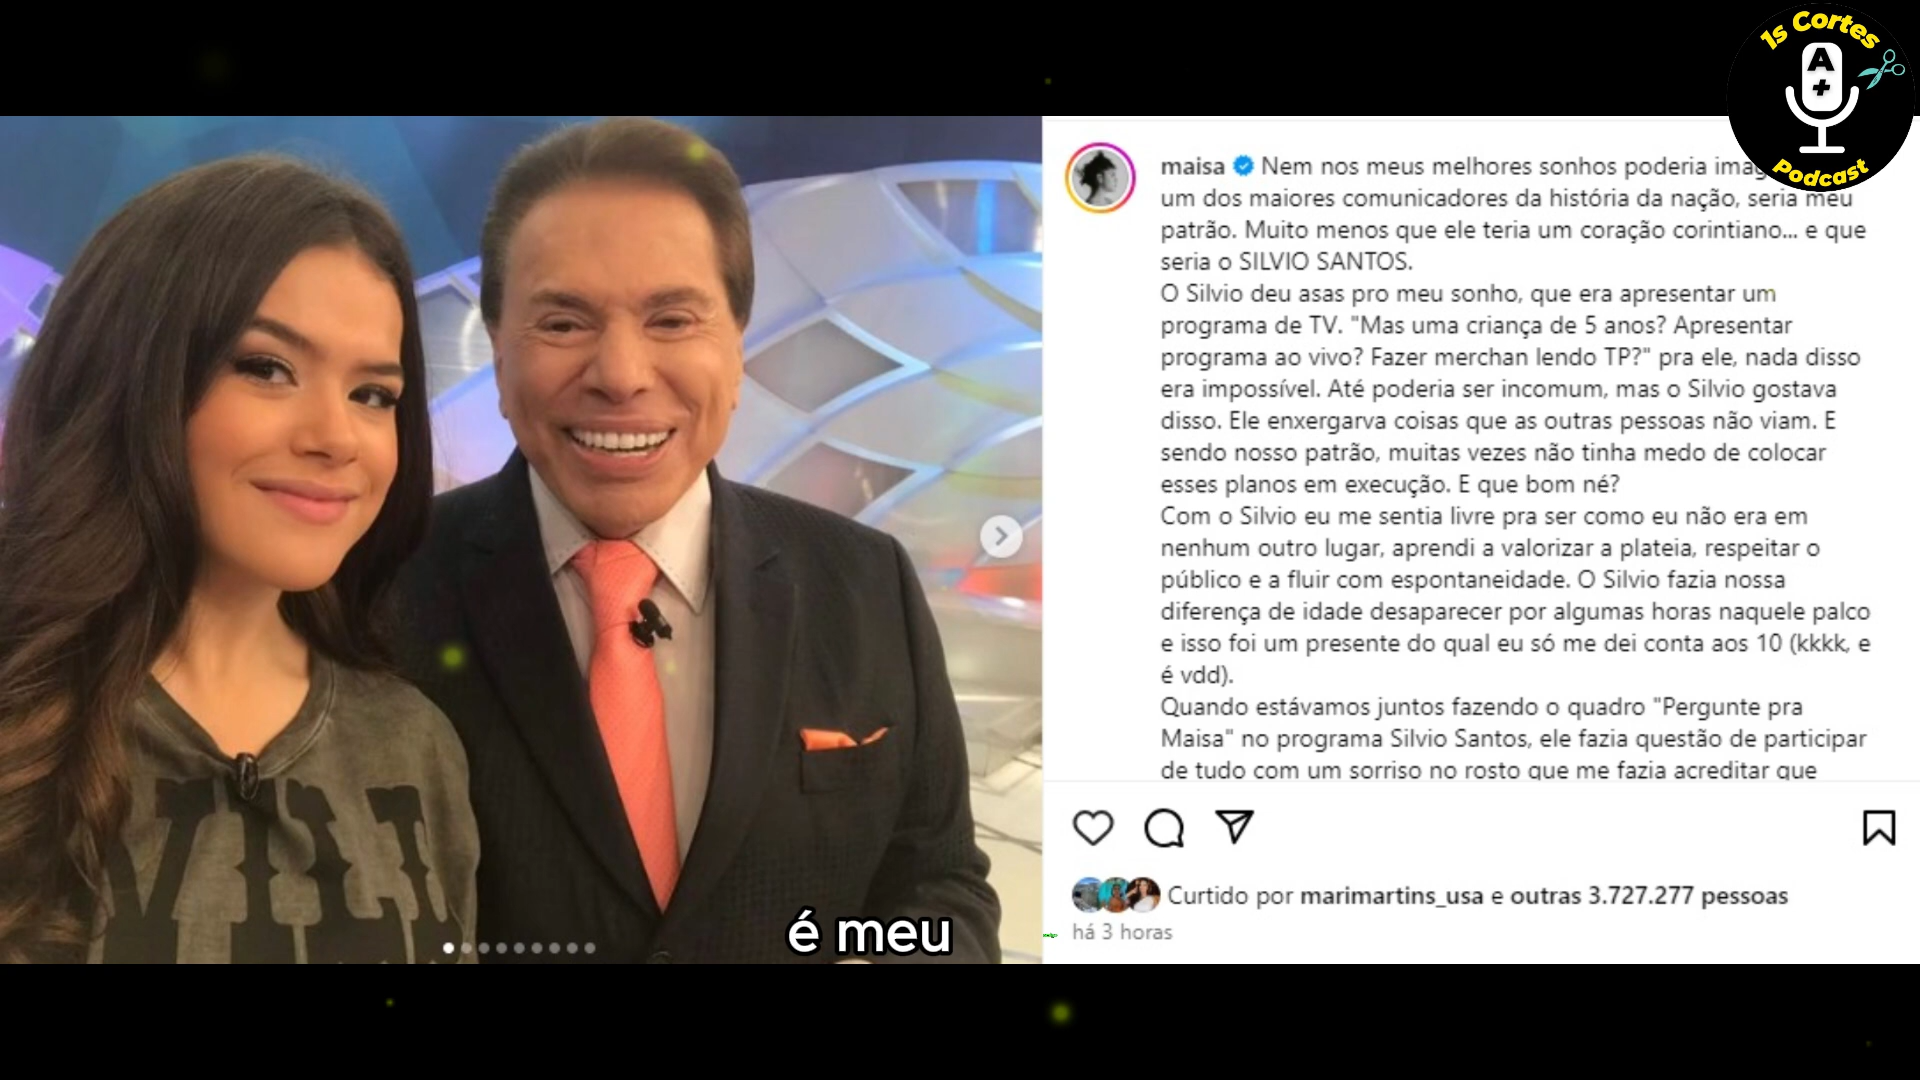 1s Cortes
A+
Podcast
maisa Nem nos meus melhores sonhos poderia
um dos maiores comunicadores da história da nação, seria meu
patrão. Muito menos que ele teria um coração corintiano... e que
seria o SILVIO SANTOS.
O Silvio deu asas pro meu sonho, que era apresentar um
programa de TV. "Mas uma criança de 5 anos? Apresentar
programa ao vivo? Fazer merchan lendo TP?" pra ele, nada disso
era impossível. Até poderia ser incomum, mas o Silvio gostava
disso. Ele enxergarva coisas que as outras pessoas não viam. E
sendo nosso patrão, muitas vezes não tinha medo de colocar
esses planos em execução. E que bom né?
Com o Silvio eu me sentia livre pra ser como eu não era em
nenhum outro lugar, aprendi a valorizar a plateia, respeitar o
público e a fluir com espontaneidade. O Silvio fazia nossa
diferença de idade desaparecer por algumas horas naquele palco
e isso foi um presente do qual eu só me dei conta aos 10 (kkkk, e
é vdd).
Quando estávamos juntos fazendo o quadro "Pergunte pra
Maisa" no programa Silvio Santos, ele fazia questão de participar
de tudo com um sorriso no rosto que me fazia acreditar que
Curtido por marimartins_usa e outras 3.727.277 pessoas
há 3 horas
é meu